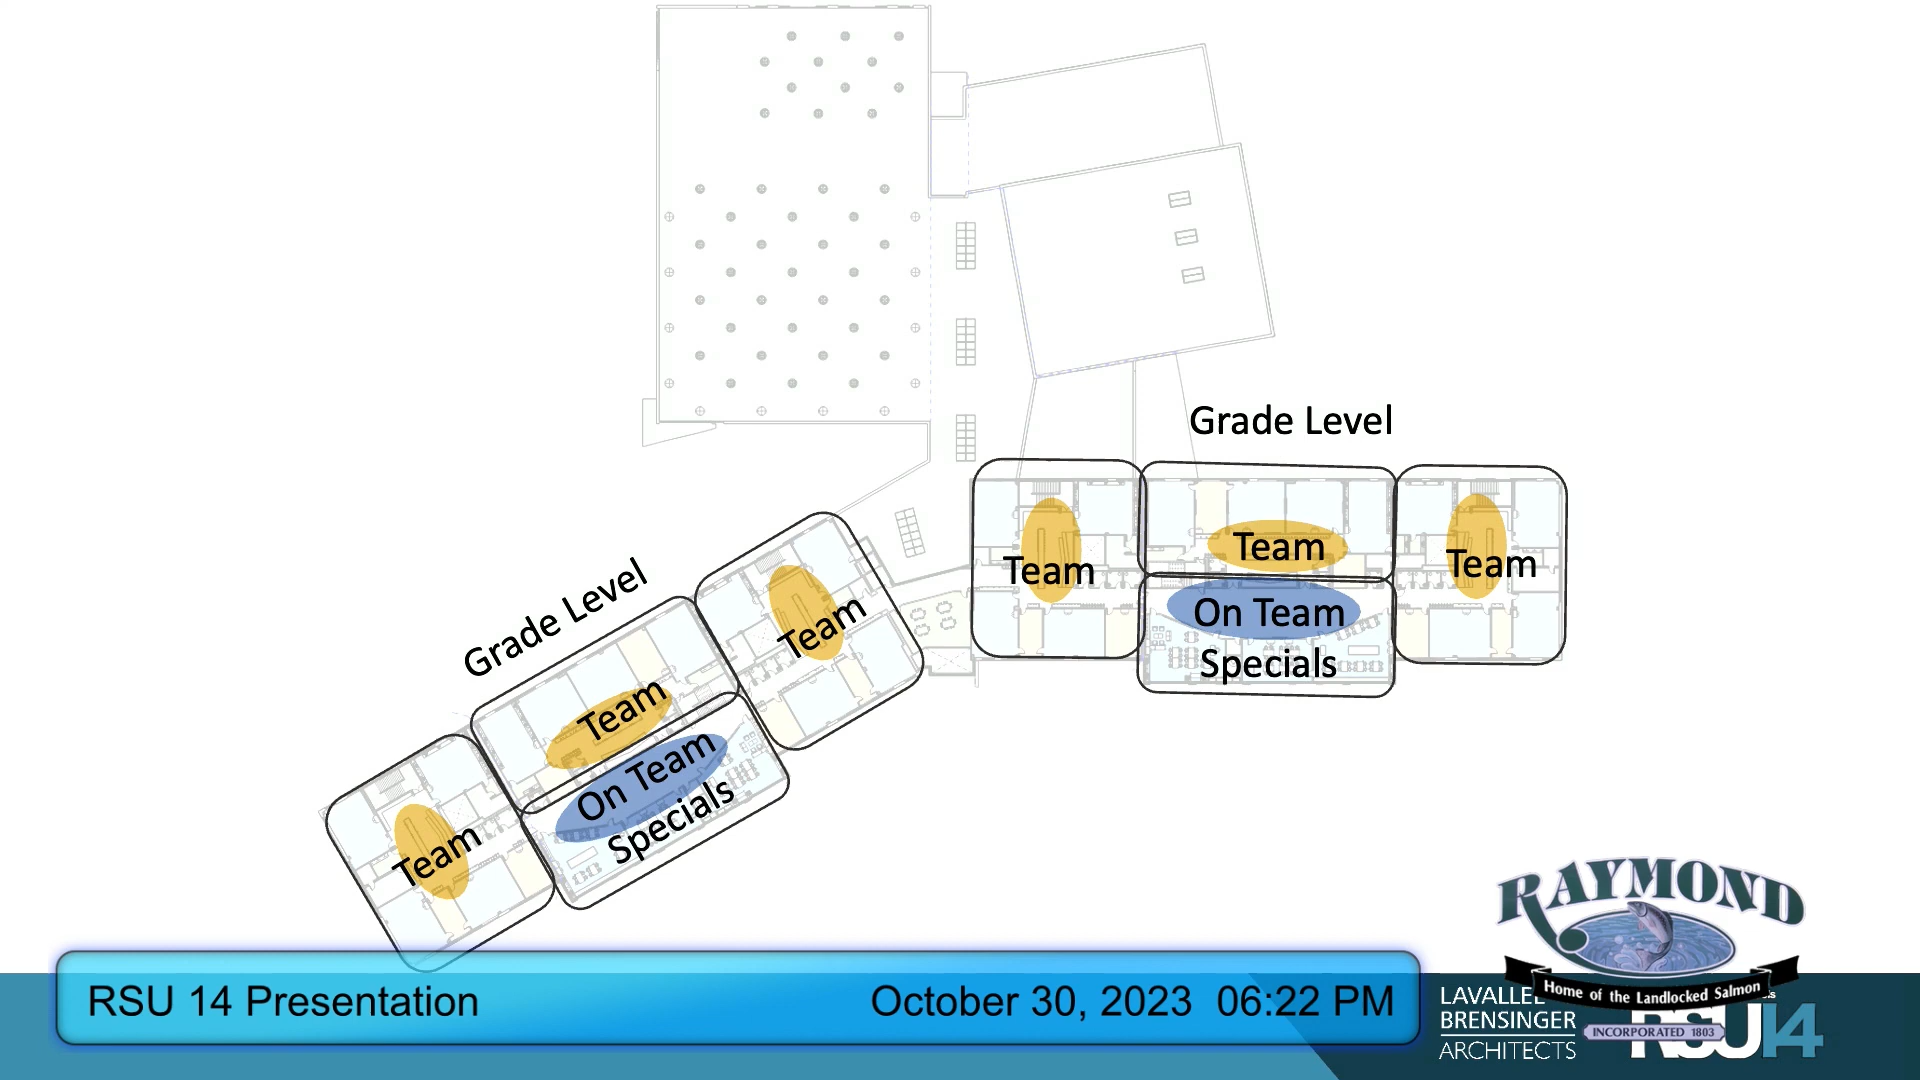 Grade Level
Team
Team
Team
On Team
Specials
Grade Level
Team
Team
On Team
Specials
Team
RSU 14 Presentation
October 30, 2023 06:22 PM
LAVALLEE
BRENSINGER
ARCHITECTS
RAYMOND
Home of the Landlocked Salmon
INCORPORATED 1803
RSU14